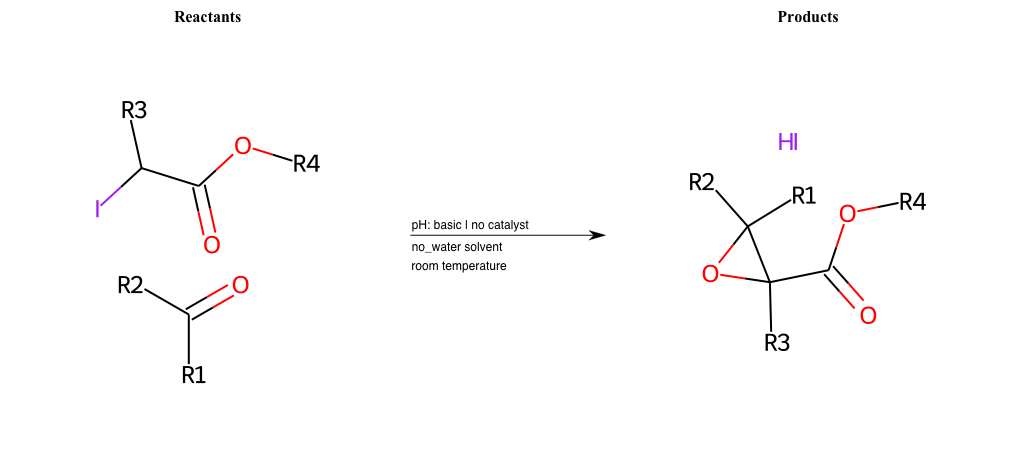 Reactants
Products
R3
O
R4
I
O
R2
O
R1
pH: basic | no catalyst
no_water solvent
room temperature
HI
R2
R1
O
R4
O
O
R3